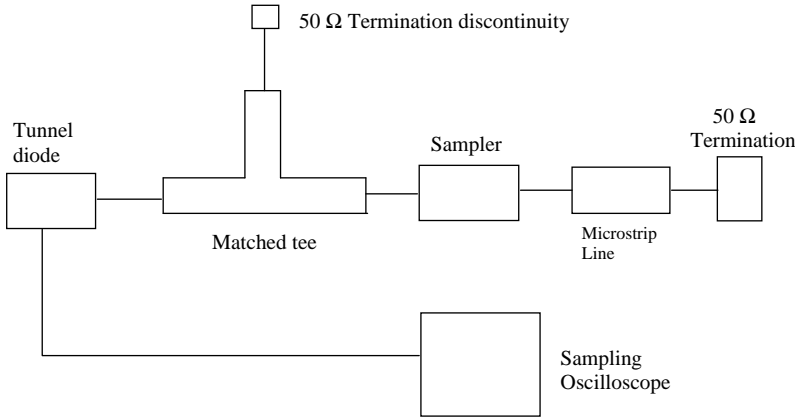 50 Ω Termination discontinuity
Tunnel
diode
Matched tee
Sampler
50 Ω
Termination
Microstrip
Line
Sampling
Oscilloscope